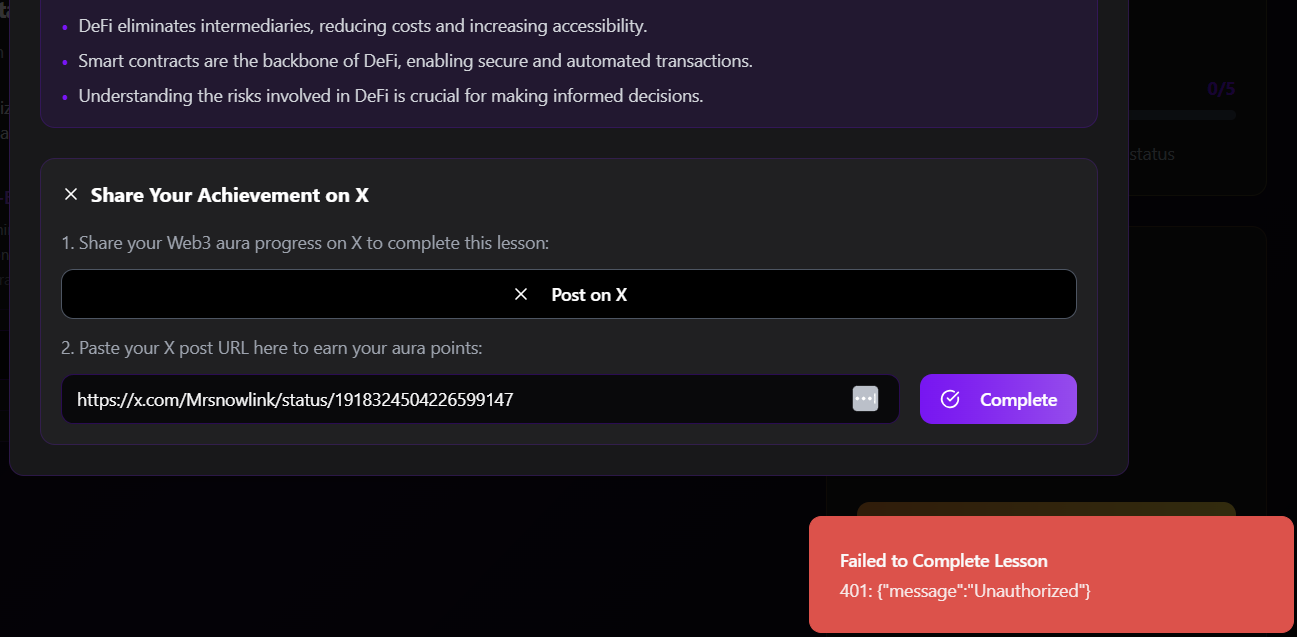 • DeFi eliminates intermediaries, reducing costs and increasing accessibility.
• Smart contracts are the backbone of DeFi, enabling secure and automated transactions.
• Understanding the risks involved in DeFi is crucial for making informed decisions.
0/5
status
Share Your Achievement on X
1. Share your Web3 aura progress on X to complete this lesson:
Post on X
2. Paste your X post URL here to earn your aura points:
https://x.com/Mrsnowlink/status/1918324504226599147
Complete
Failed to Complete Lesson
401: {"message":"Unauthorized"}